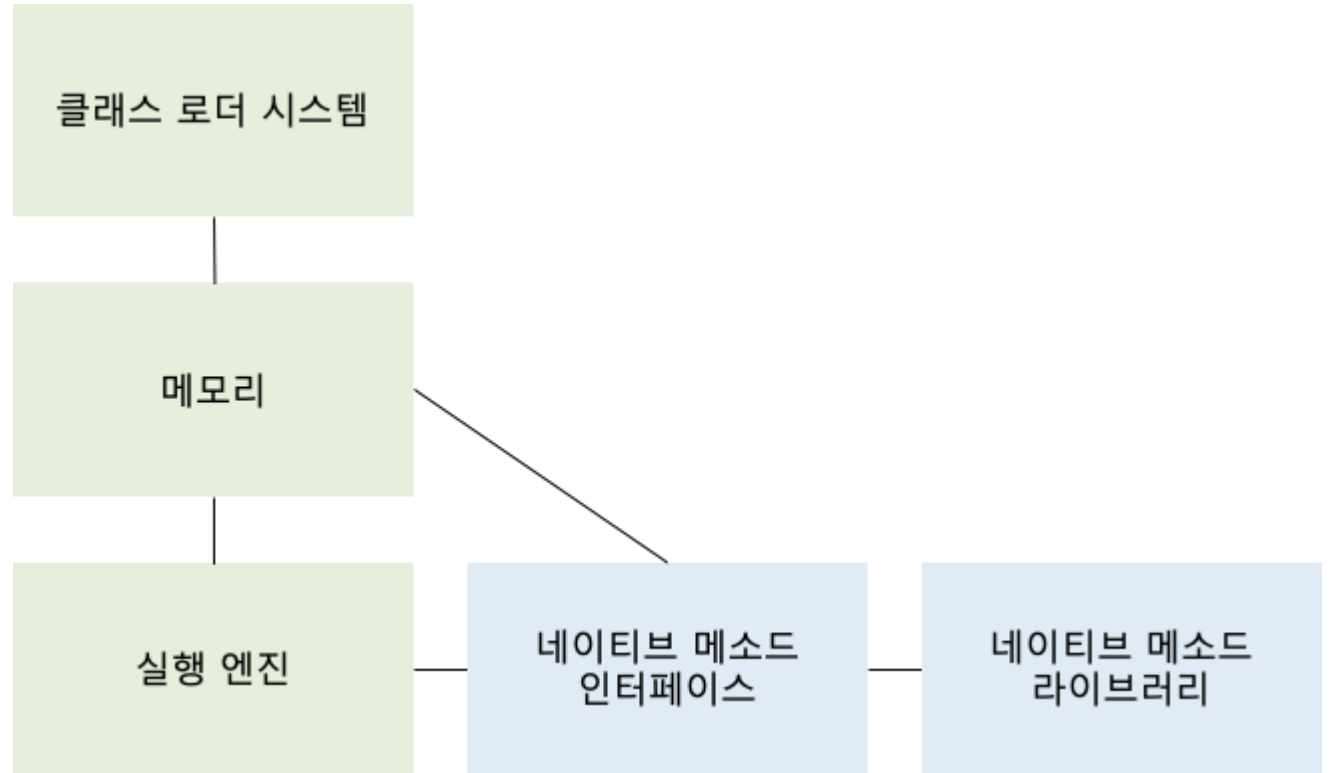 클래스 로더 시스템
메모리
실행 엔진
네이티브 메소드
인터페이스
네이티브 메소드
라이브러리